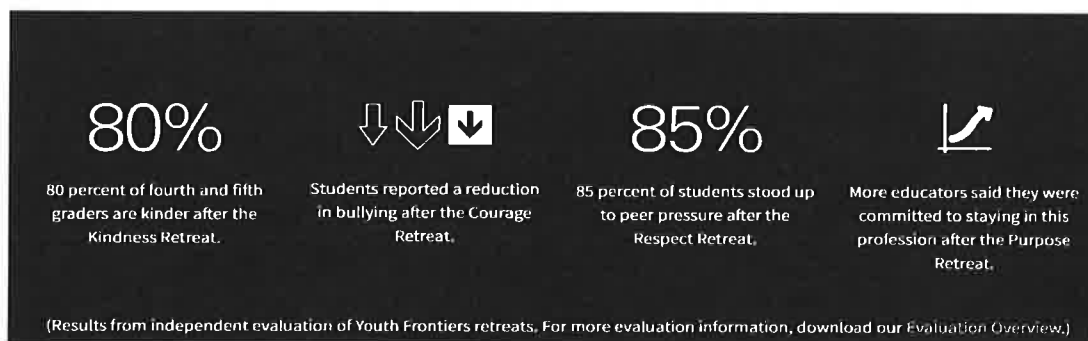 80%
80 percent of fourth and fifth
graders are kinder after the
Kindness Retreat.
Students reported a reduction
in bullying after the Courage
Retreat.
85%
85 percent of students stood up
to peer pressure after the
Respect Retreat.
More educators said they were
committed to staying in this
profession after the Purpose
Retreat.
(Results from independent evaluation of Youth Frontiers retreats. For more evaluation information, download our Evaluation Overview.)